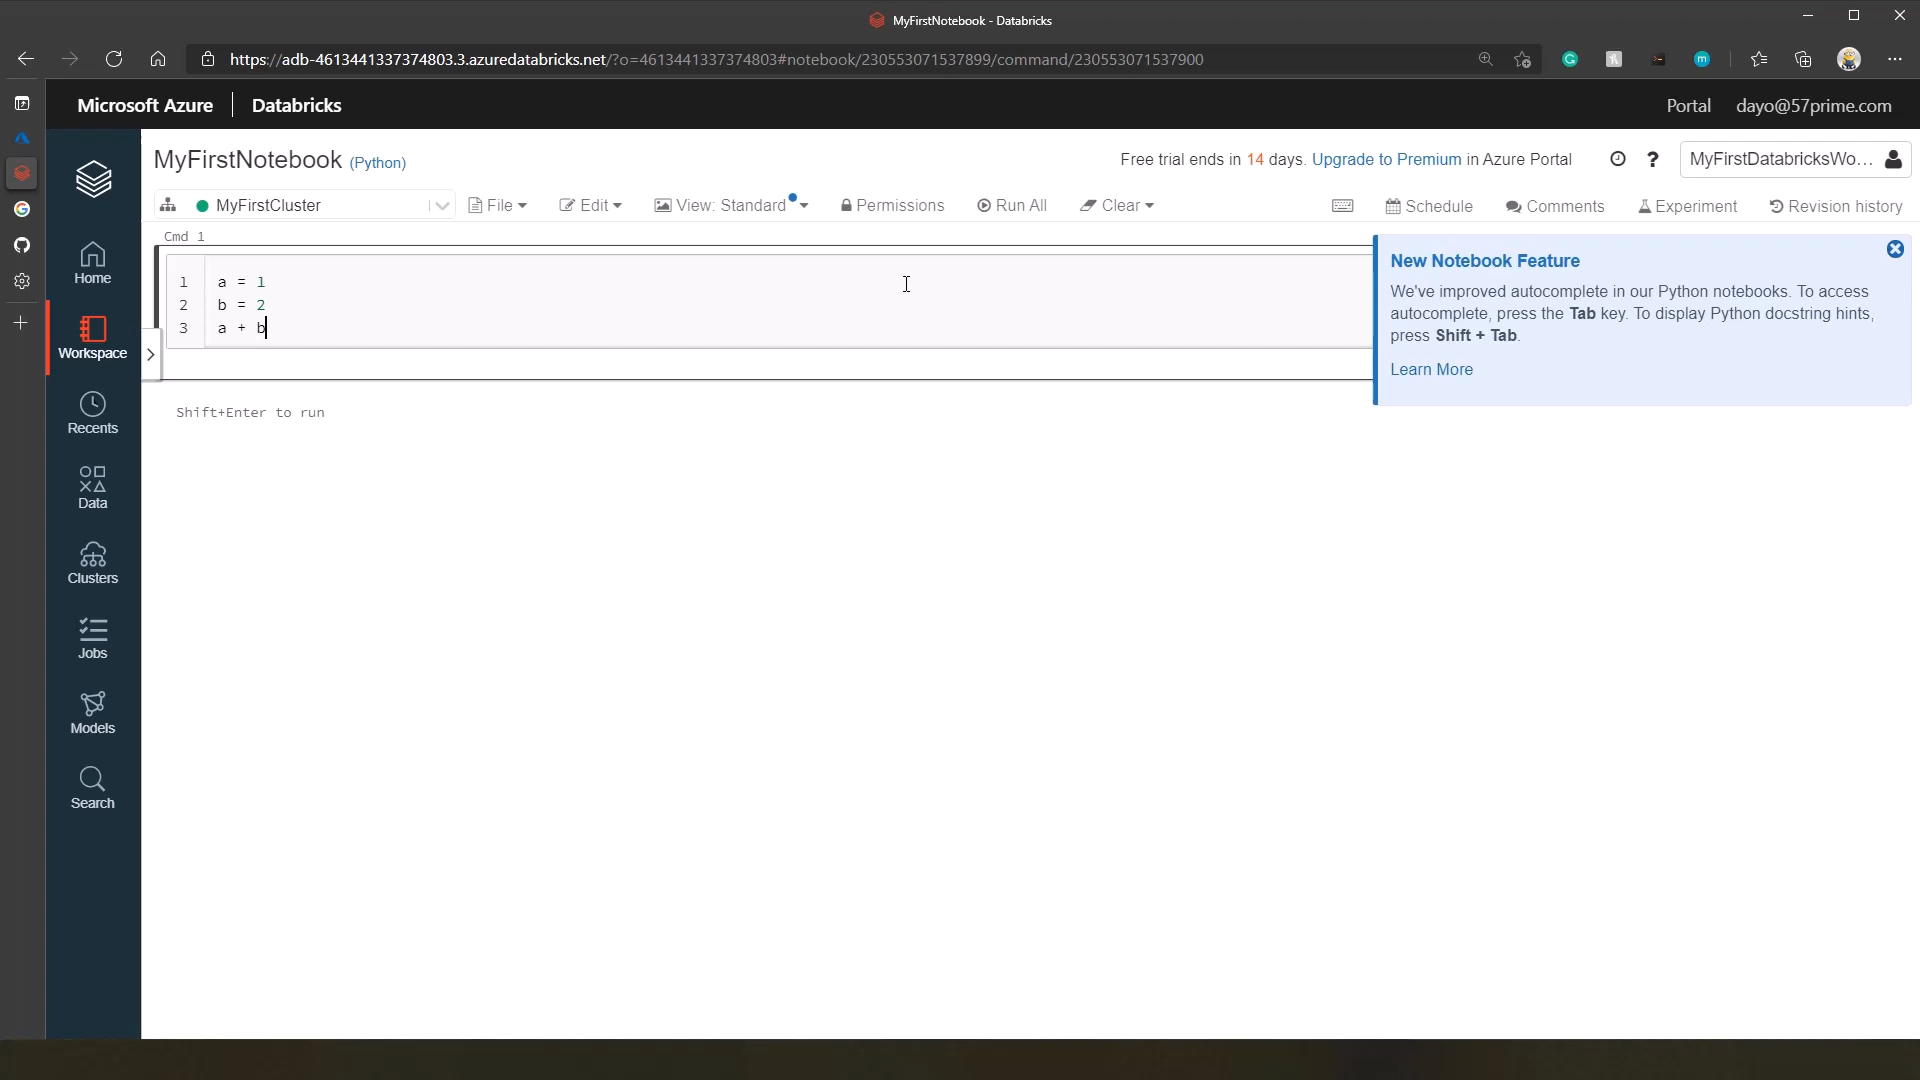 MyFirstNotebook - Databricks
https://adb-4613441337374803.3.azuredatabricks.net/?o=4613441337374803#notebook/230553071537899/command/230553071537900
Microsoft Azure Databricks Portal dayo@57prime.com
MyFirstNotebook (Python) Free trial ends in 14 days. Upgrade to Premium in Azure Portal MyFirstDatabricksWo...
MyFirstCluster File Edit View: Standard Permissions Run All Clear Schedule Comments Experiment Revision history
Cmd 1
1 a = 1
2 b = 2
3 a + b
Shift+Enter to run
New Notebook Feature
We've improved autocomplete in our Python notebooks. To access
autocomplete, press the Tab key. To display Python docstring hints,
press Shift + Tab.
Learn More
Home
Workspace
Recents
Data
Clusters
Jobs
Models
Search